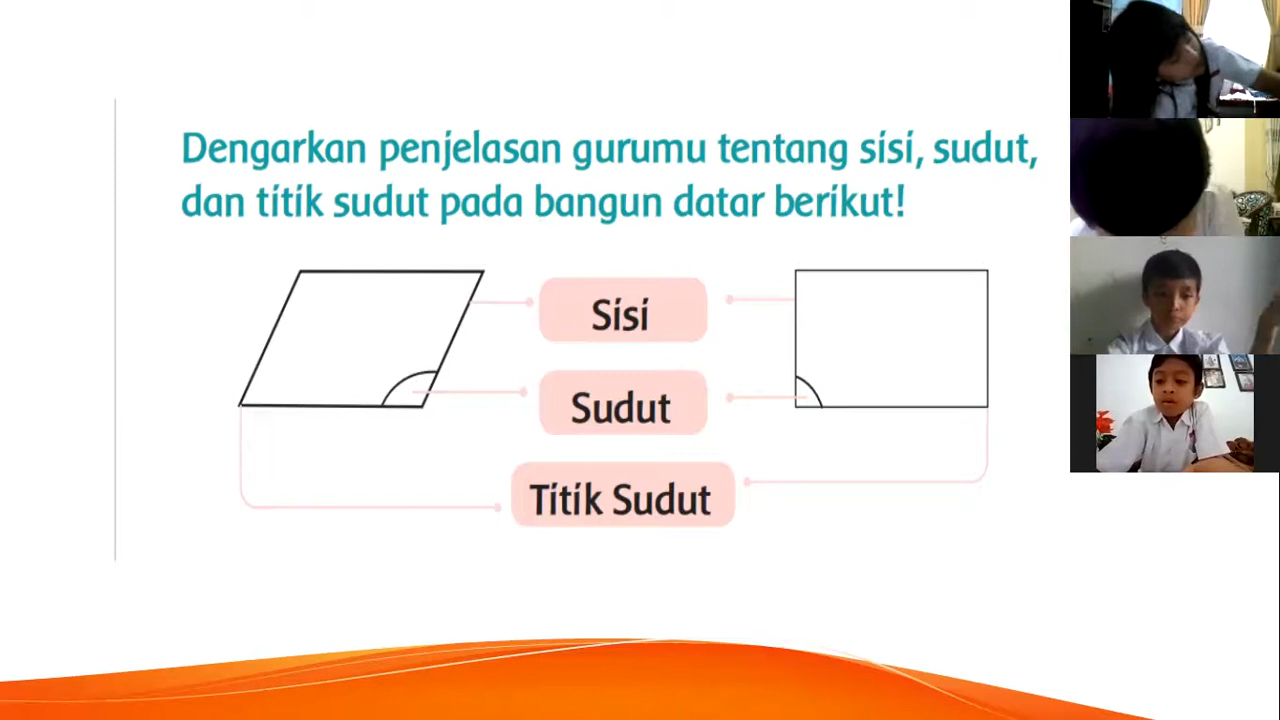 Dengarkan penjelasan gurumu tentang sisi, sudut,
dan titik sudut pada bangun datar berikut!
Sisi
Sudut
Titik Sudut